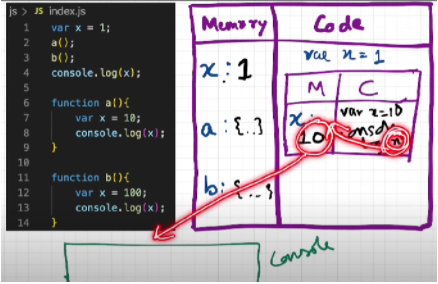 js > JS index.js
1 var x = 1;
2 a();
3 b();
4 console.log(x);
5
6 function a(){
7 var x = 10;
8 console.log(x);
9 }
10
11 function b(){
12 var x = 100;
13 console.log(x);
14 }
Memory
Code
x : 1
a : {..}
b : {...}
var x = 1
M
C
x:
10
var x=10
x
Console